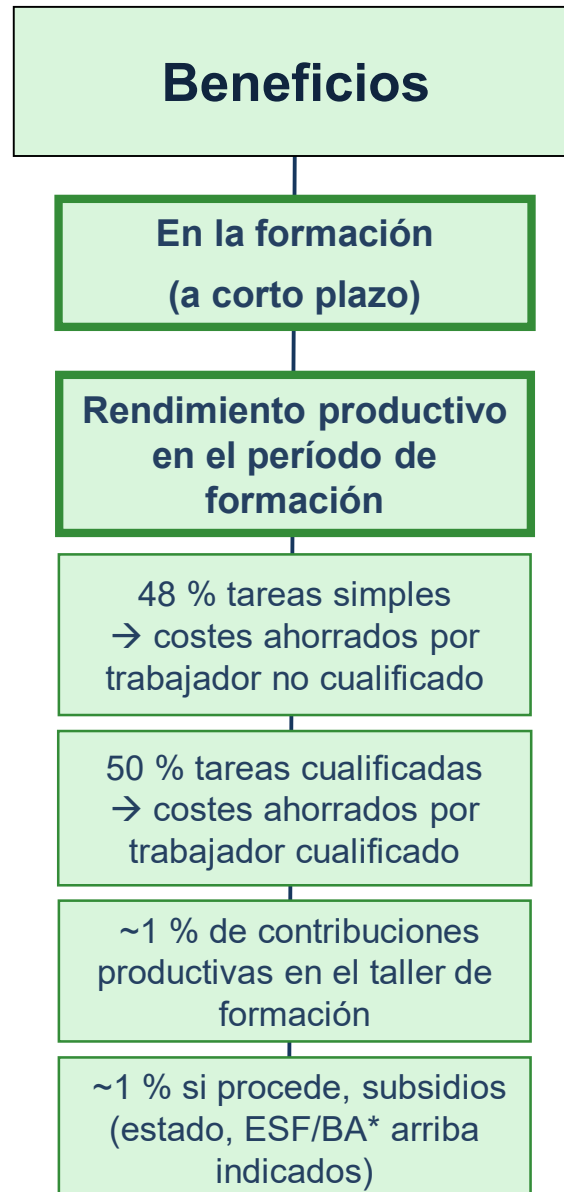 Beneficios
En la formación
(a corto plazo)
Rendimiento productivo
en el período de
formación
48 % tareas simples
→ costes ahorrados por
trabajador no cualificado
50 % tareas cualificadas
→ costes ahorrados por
trabajador cualificado
~1 % de contribuciones
productivas en el taller de
formación
~1 % si procede, subsidios
(estado, ESF/BA* arriba
indicados)